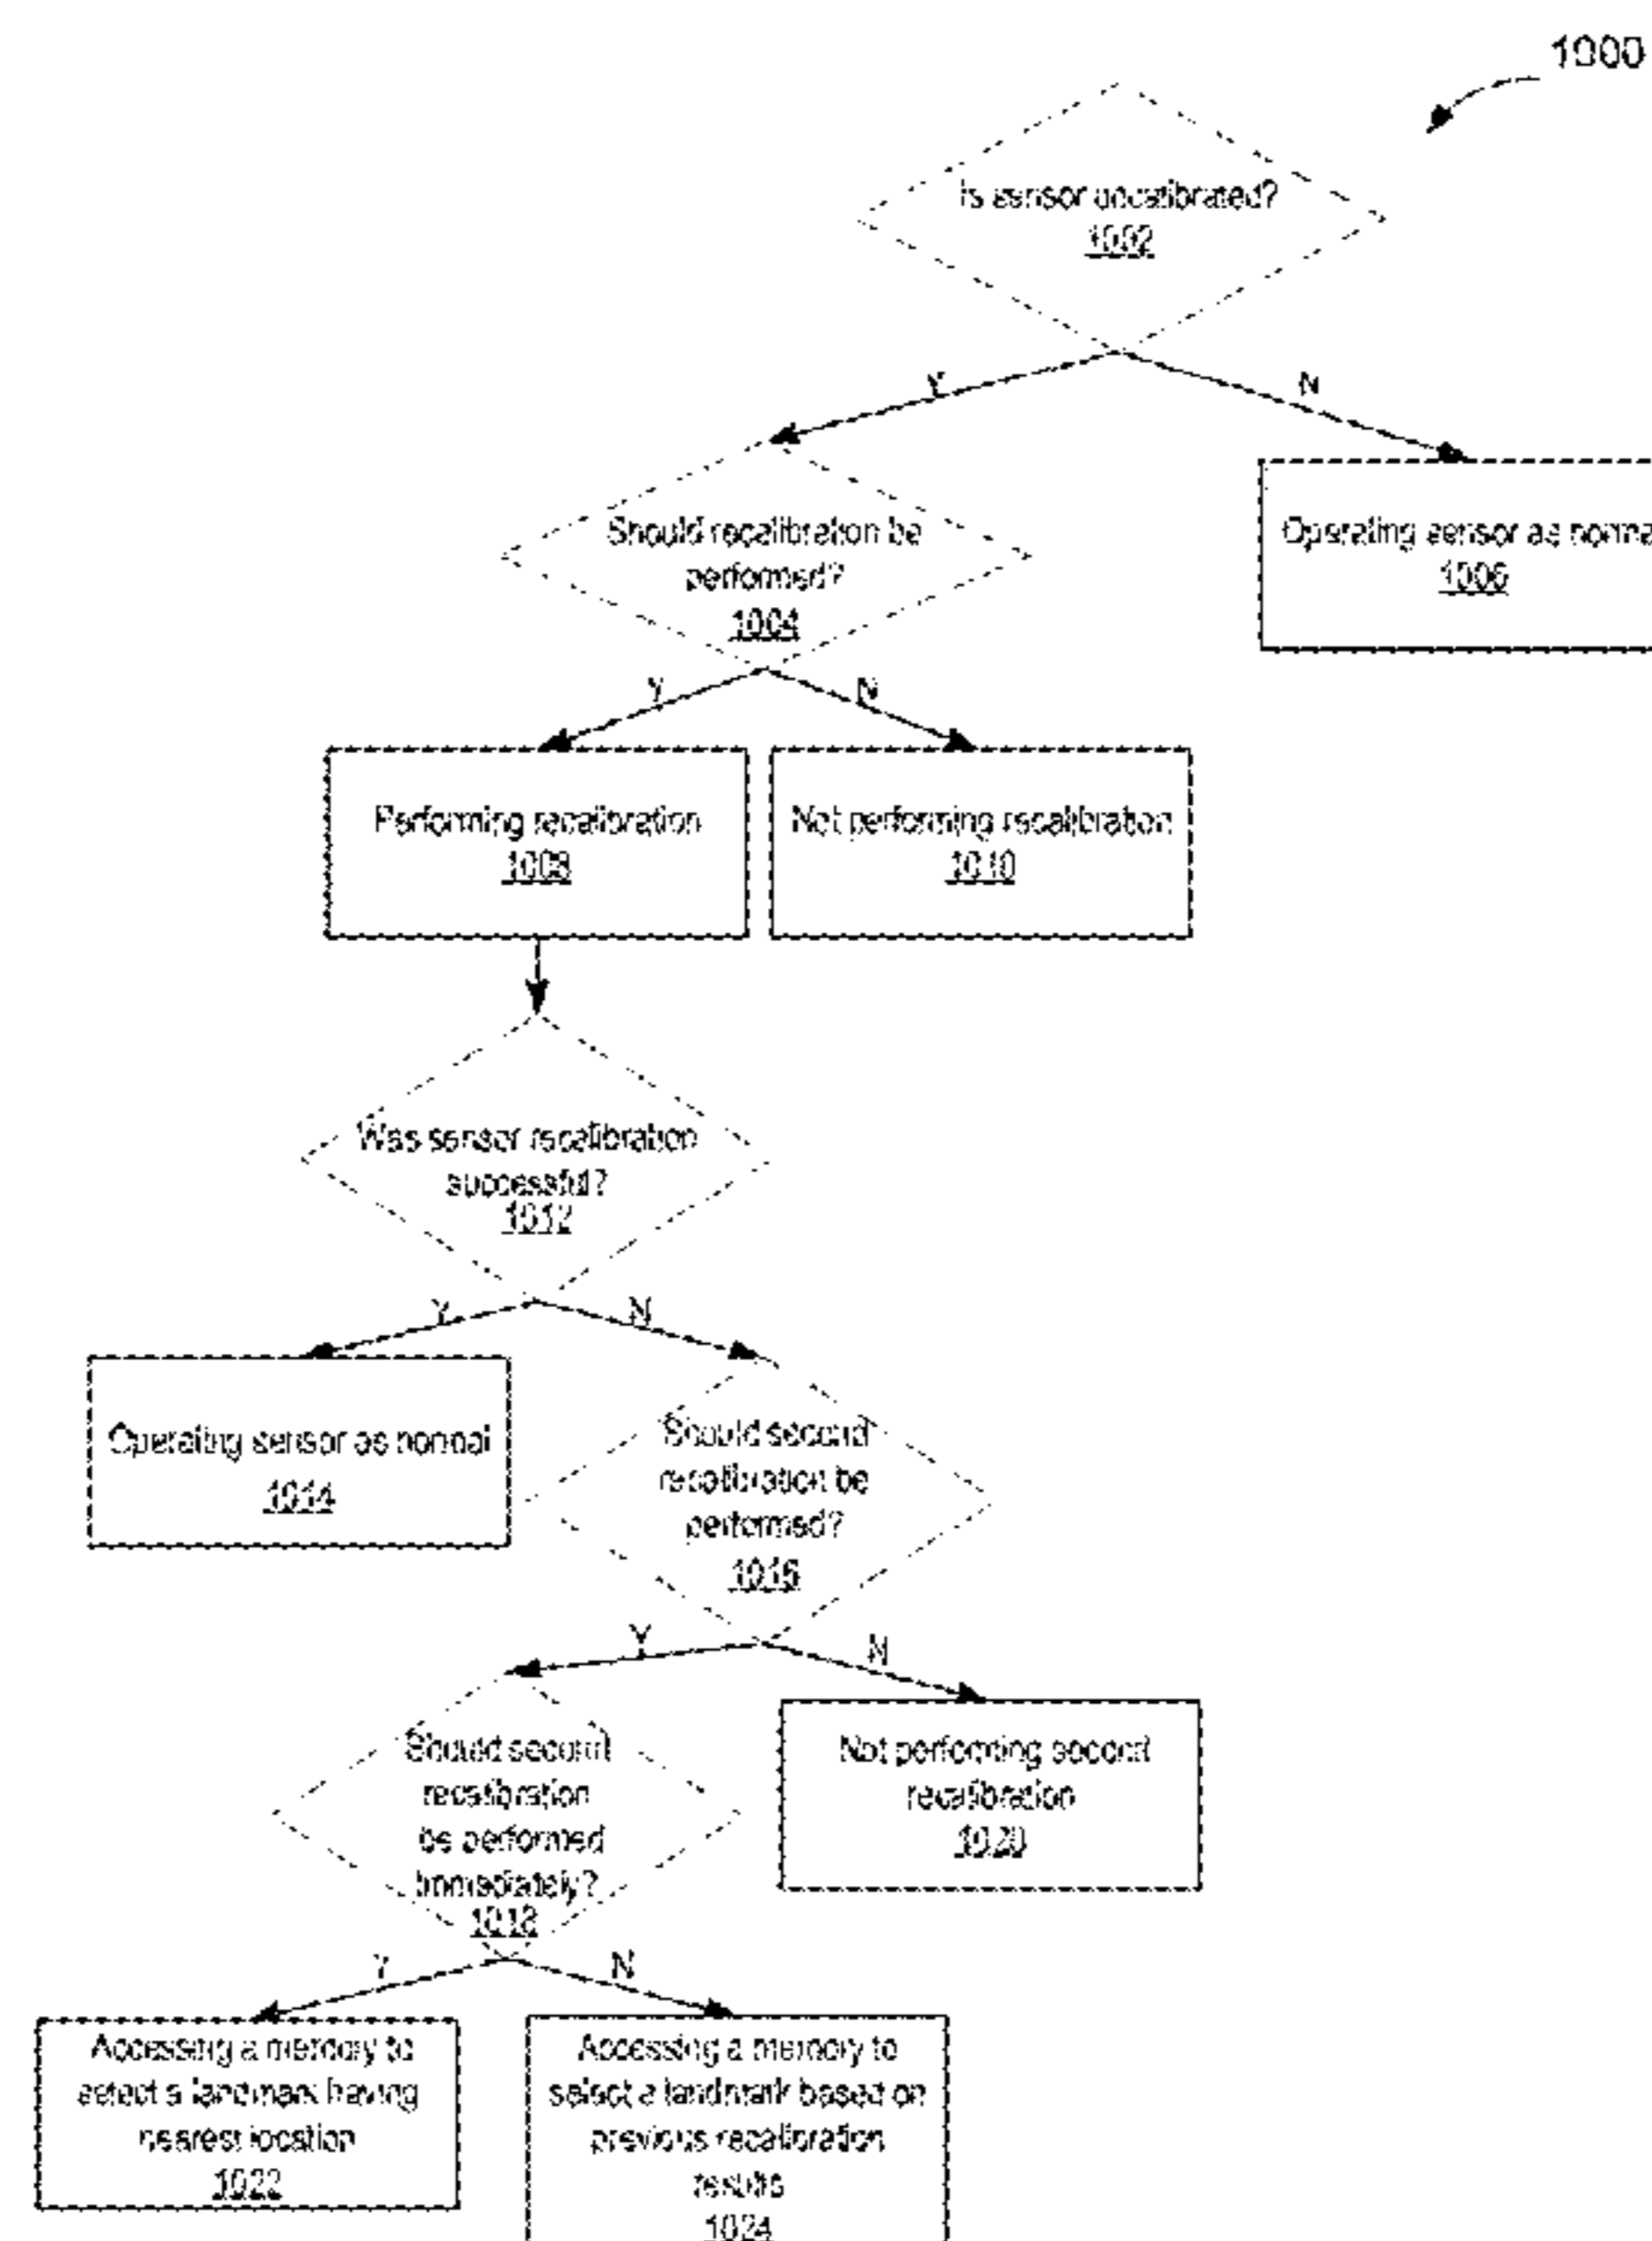 1000
Is sensor uncalibrated?
1002
Y
N
Should recalibration be
performed?
1004
Operating sensor as norma
1006
Y
N
Performing recalibration
1008
Not performing recalibration
1010
Was sensor recalibration
successful?
1012
Y
N
Operating sensor as normal
1014
Should second
recalibration be
performed?
1016
Y
N
Should second
recalibration
be performed
immediately?
1018
Not performing second
recalibration
1020
Y
N
Accessing a memory to
select a landmark having
nearest location
1022
Accessing a memory to
select a landmark based on
previous recalibration
results
1024